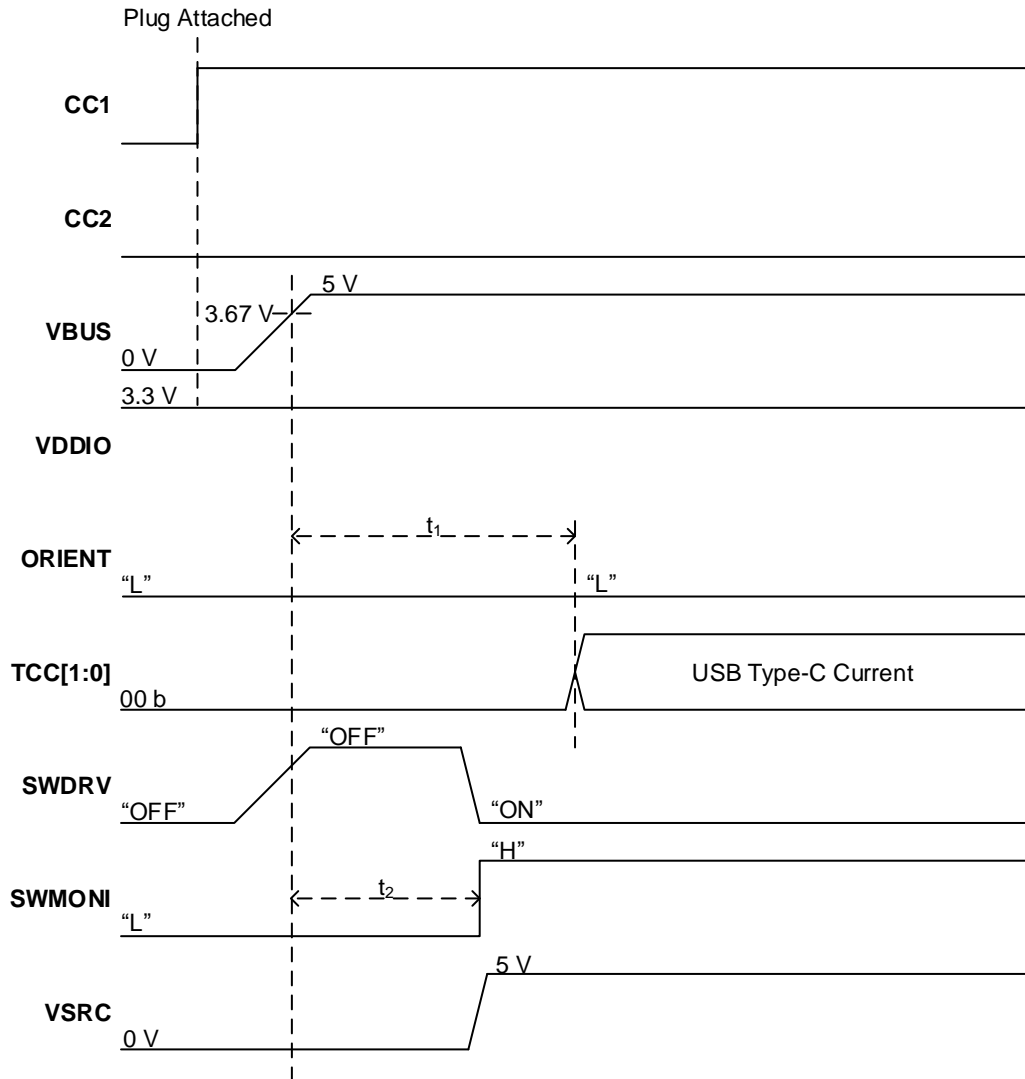 Plug Attached
CC1
CC2
5 V
3.67 V
VBUS
0 V
3.3 V
VDDIO
t₁
ORIENT
“L” “L”
TCC[1:0] USB Type-C Current
00 b
“OFF”
SWDRV
“OFF” “ON”
“H”
SWMONI t₂
“L”
5 V
VSRC
0 V